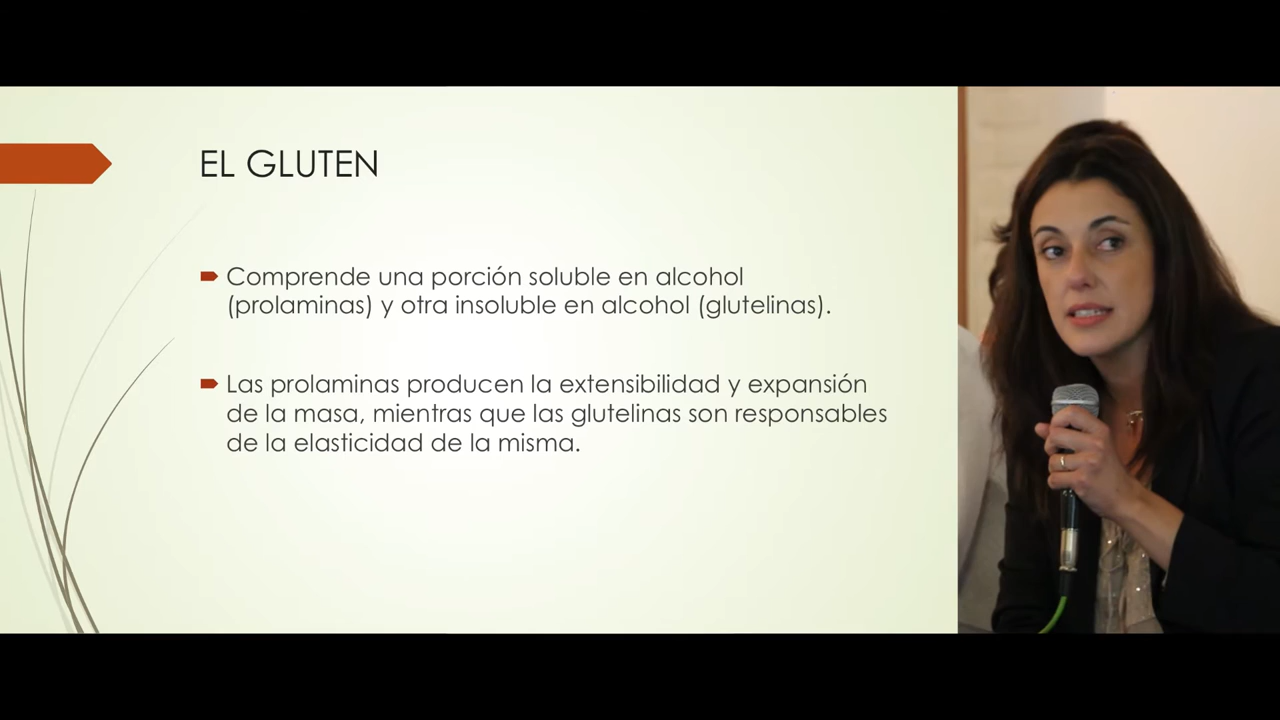 EL GLUTEN
Comprende una porción soluble en alcohol
(prolaminas) y otra insoluble en alcohol (glutelinas).
Las prolaminas producen la extensibilidad y expansión
de la masa, mientras que las glutelinas son responsables
de la elasticidad de la misma.